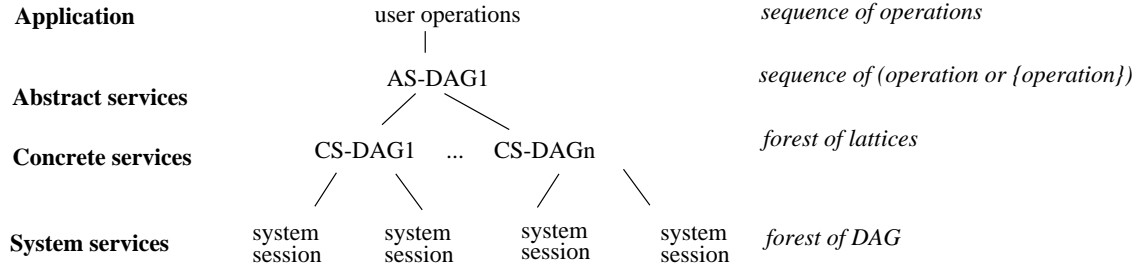 Application user operations sequence of operations
AS-DAG1 sequence of (operation or {operation})
Abstract services
Concrete services CS-DAG1 ... CS-DAGn forest of lattices
System services system session system session system session system session forest of DAG